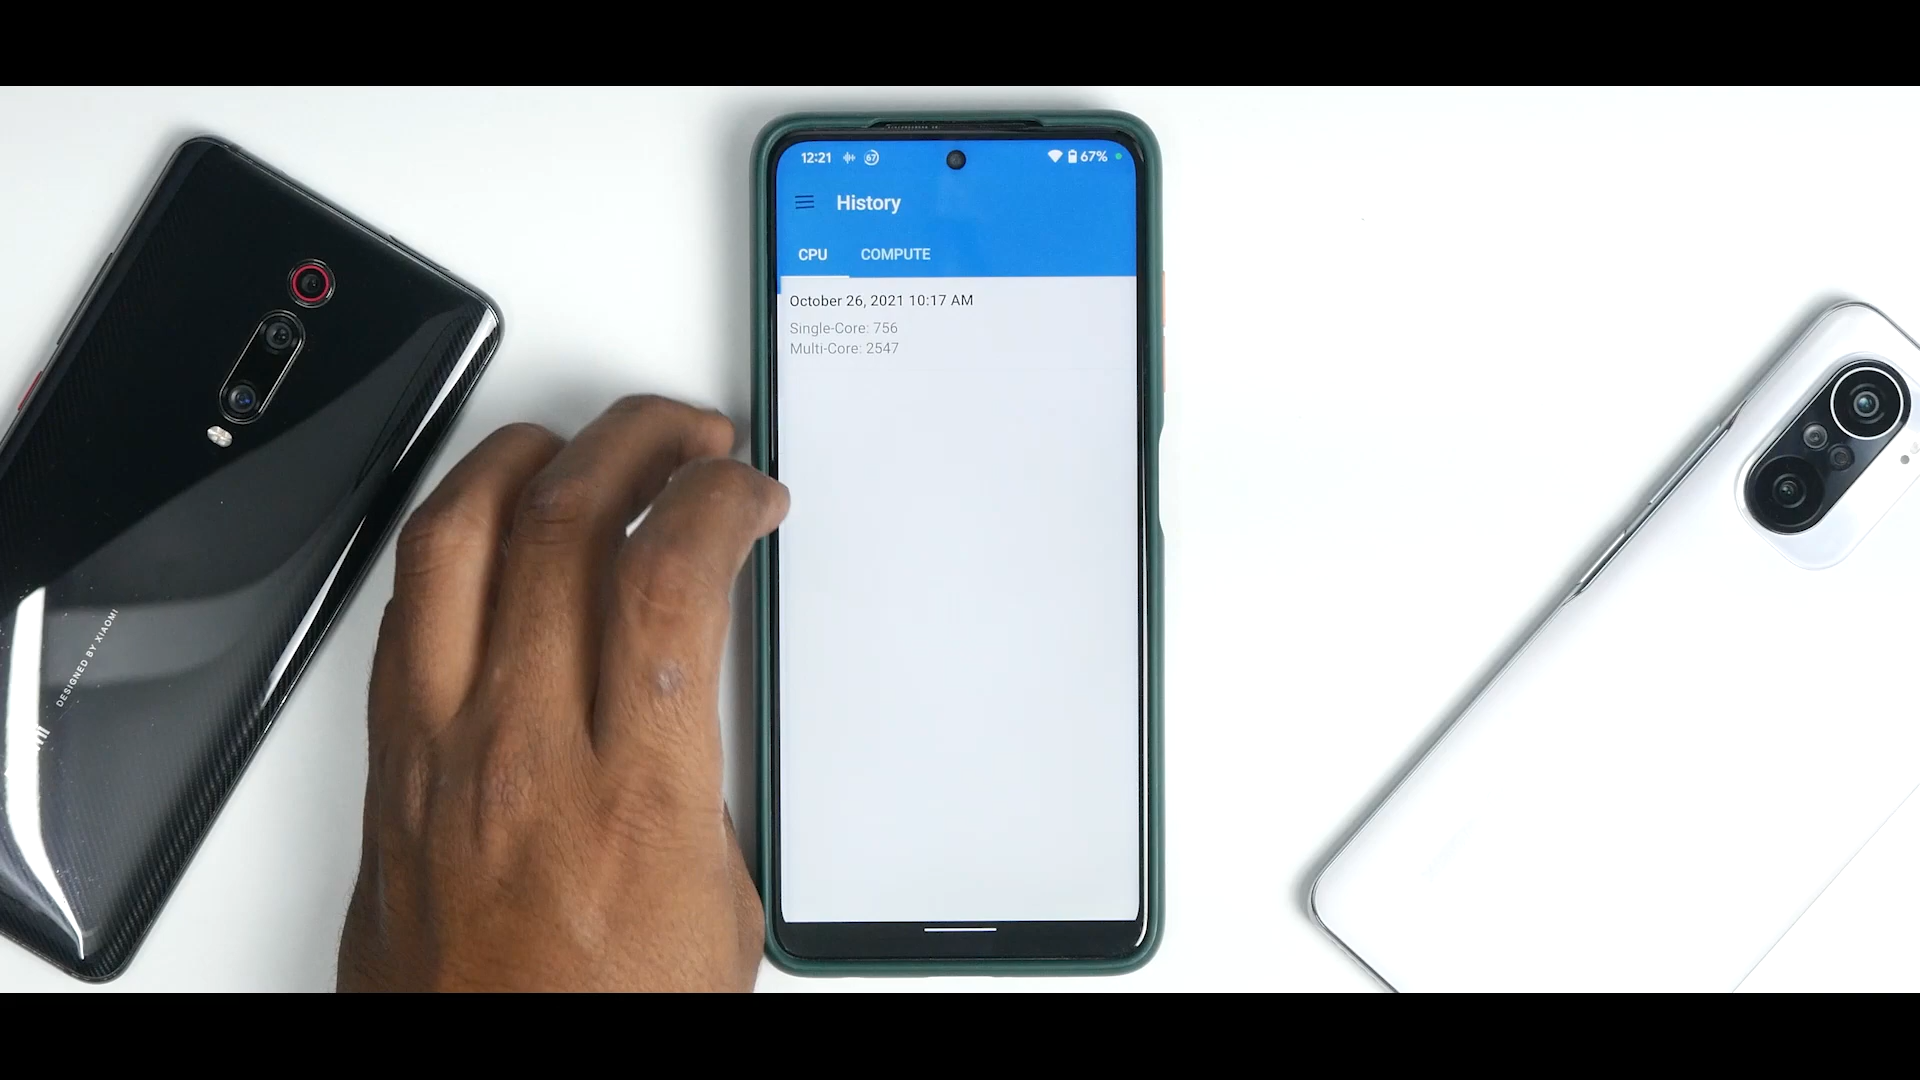 12:21 67 67%
History
CPU COMPUTE
October 26, 2021 10:17 AM
Single-Core: 756
Multi-Core: 2547
DESIGNED BY XIAOMI